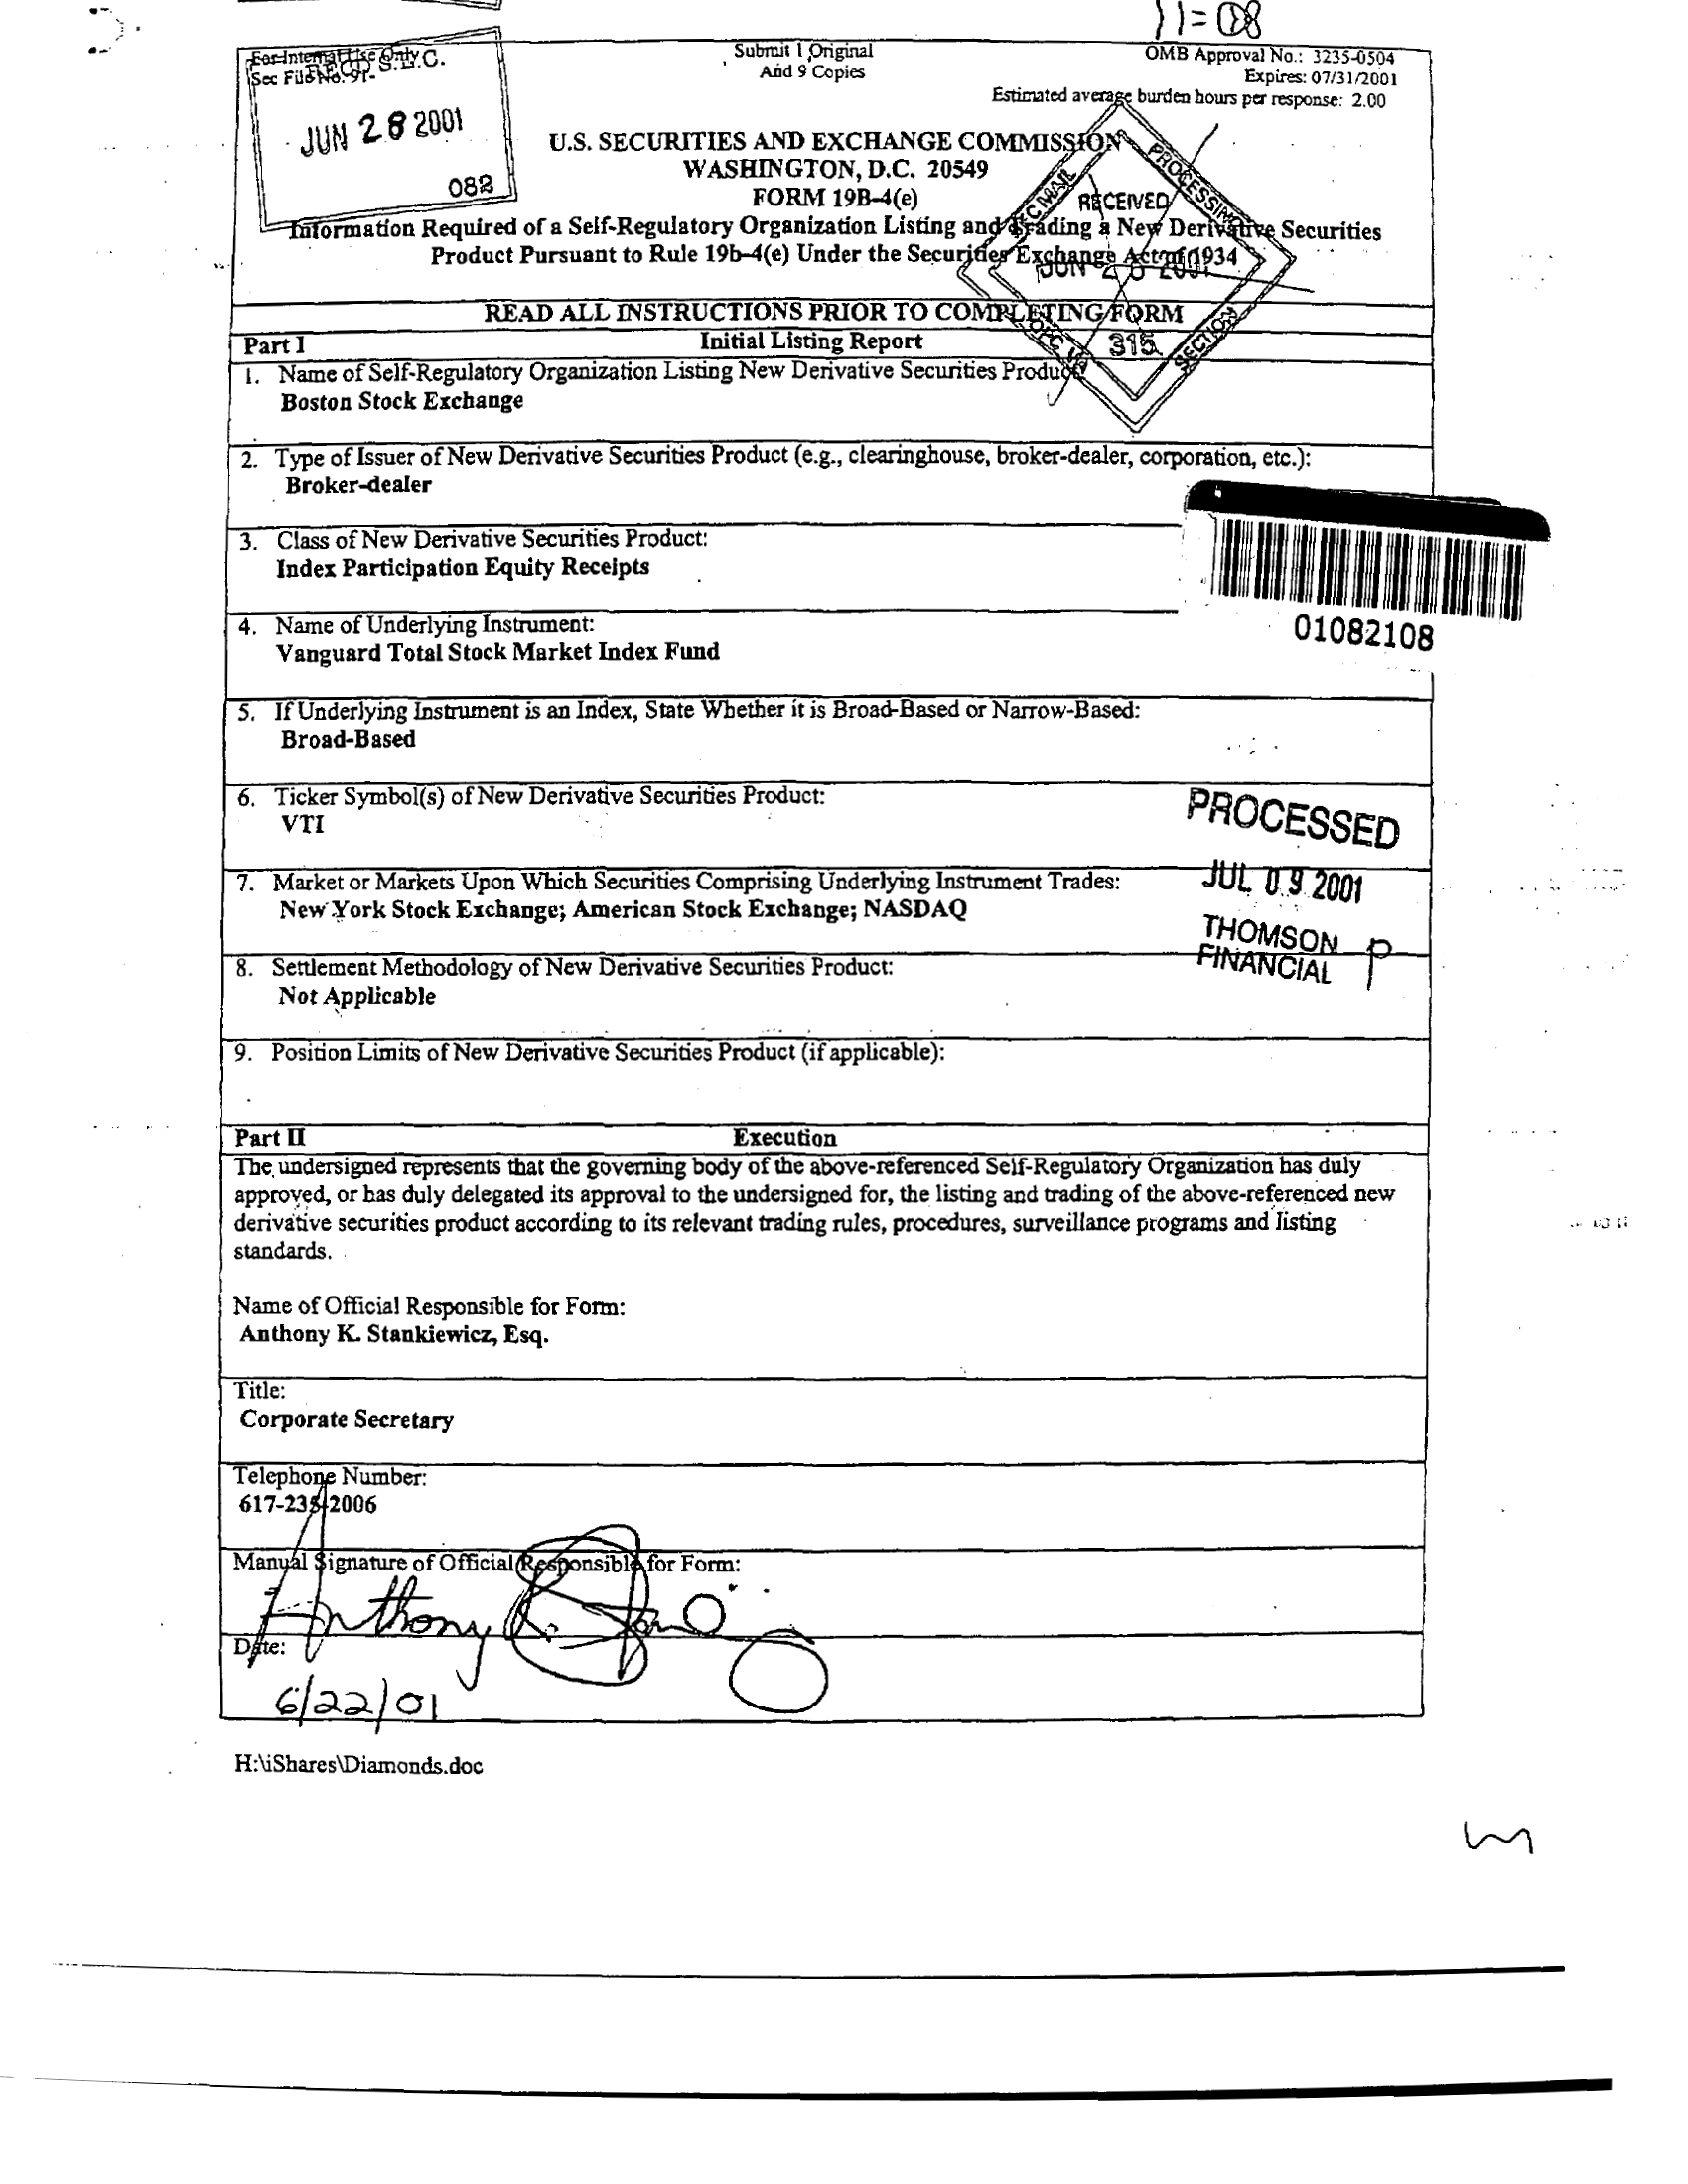 11=08
For Internal Use Only
Sec File No. 91-
REC'D S.E.C.
JUN 28 2001
082
Submit 1 Original
And 9 Copies
OMB Approval No.: 3235-0504
Expires: 07/31/2001
Estimated average burden hours per response: 2.00
U.S. SECURITIES AND EXCHANGE COMMISSION
WASHINGTON, D.C. 20549
FORM 19B-4(e)
Information Required of a Self-Regulatory Organization Listing and Trading a New Derivative Securities
Product Pursuant to Rule 19b-4(e) Under the Securities Exchange Act of 1934
RECEIVED
PROCESSING
SECTION
315
READ ALL INSTRUCTIONS PRIOR TO COMPLETING FORM
Part I Initial Listing Report
1. Name of Self-Regulatory Organization Listing New Derivative Securities Product:
Boston Stock Exchange
2. Type of Issuer of New Derivative Securities Product (e.g., clearinghouse, broker-dealer, corporation, etc.):
Broker-dealer
3. Class of New Derivative Securities Product:
Index Participation Equity Receipts
01082108
4. Name of Underlying Instrument:
Vanguard Total Stock Market Index Fund
5. If Underlying Instrument is an Index, State Whether it is Broad-Based or Narrow-Based:
Broad-Based
6. Ticker Symbol(s) of New Derivative Securities Product:
VTI
PROCESSED
JUL 09 2001
THOMSON
FINANCIAL
P
7. Market or Markets Upon Which Securities Comprising Underlying Instrument Trades:
New York Stock Exchange; American Stock Exchange; NASDAQ
8. Settlement Methodology of New Derivative Securities Product:
Not Applicable
9. Position Limits of New Derivative Securities Product (if applicable):
Part II Execution
The undersigned represents that the governing body of the above-referenced Self-Regulatory Organization has duly
approved, or has duly delegated its approval to the undersigned for, the listing and trading of the above-referenced new
derivative securities product according to its relevant trading rules, procedures, surveillance programs and listing
standards.
Name of Official Responsible for Form:
Anthony K. Stankiewicz, Esq.
Title:
Corporate Secretary
Telephone Number:
617-235-2006
Manual Signature of Official Responsible for Form:
Anthony
Date:
6/22/01
H:\iShares\Diamonds.doc